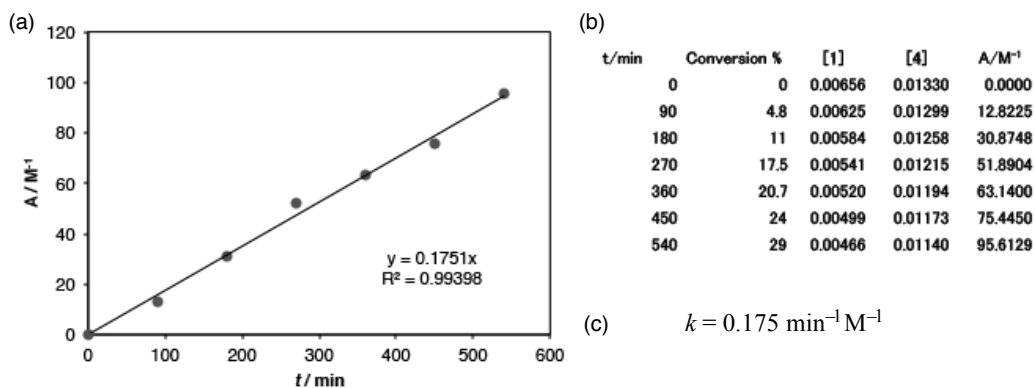 (a)
120
100
80
60
40
20
0
A / M⁻¹
y = 0.1751x
R² = 0.99398
0 100 200 300 400 500 600
t / min
(b)
t/min Conversion % [1] [4] A/M⁻¹
0 0 0.00656 0.01330 0.0000
90 4.8 0.00625 0.01299 12.8225
180 11 0.00584 0.01258 30.8748
270 17.5 0.00541 0.01215 51.8904
360 20.7 0.00520 0.01194 63.1400
450 24 0.00499 0.01173 75.4450
540 29 0.00466 0.01140 95.6129
(c) k = 0.175 min⁻¹M⁻¹